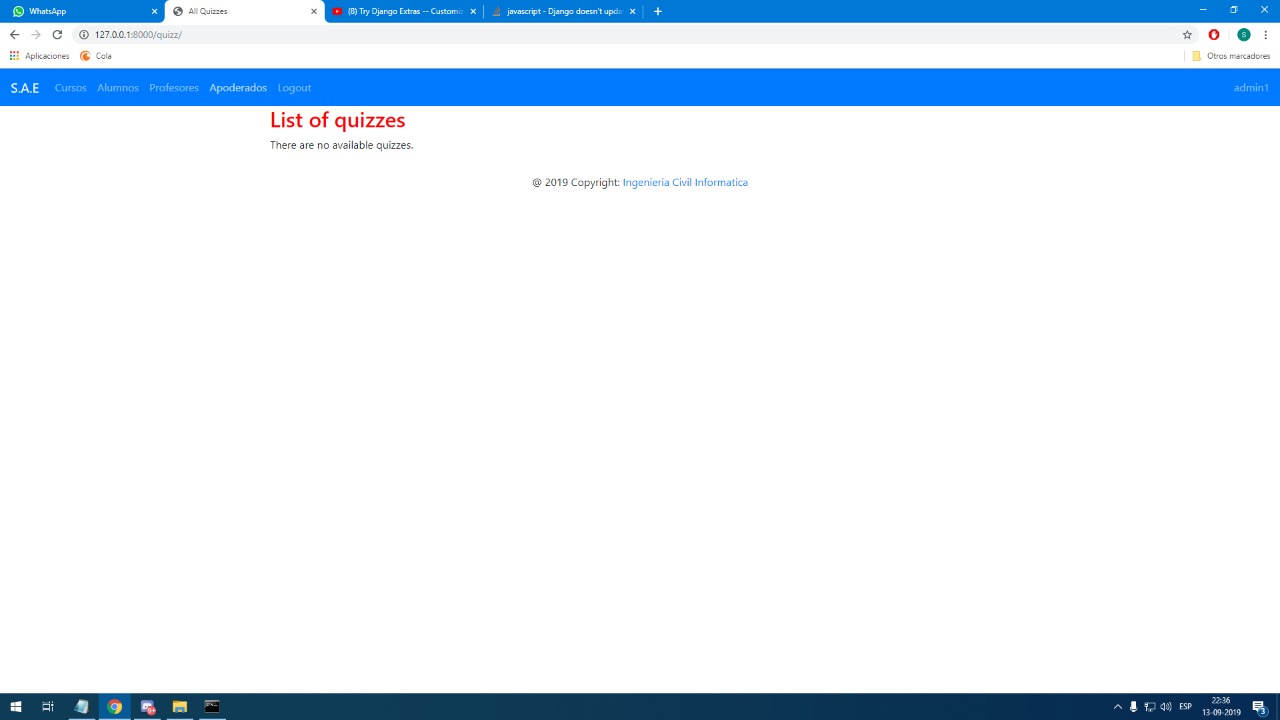 WhatsApp
All Quizzes
(8) Try Django Extras -- Customiz
javascript - Django doesn't upda
127.0.0.1:8000/quizz/
S
Aplicaciones
Cola
Otros marcadores
S.A.E Cursos Alumnos Profesores Apoderados Logout admin1
List of quizzes
There are no available quizzes.
@ 2019 Copyright: Ingenieria Civil Informatica
ESP
22:36
13-09-2019
3